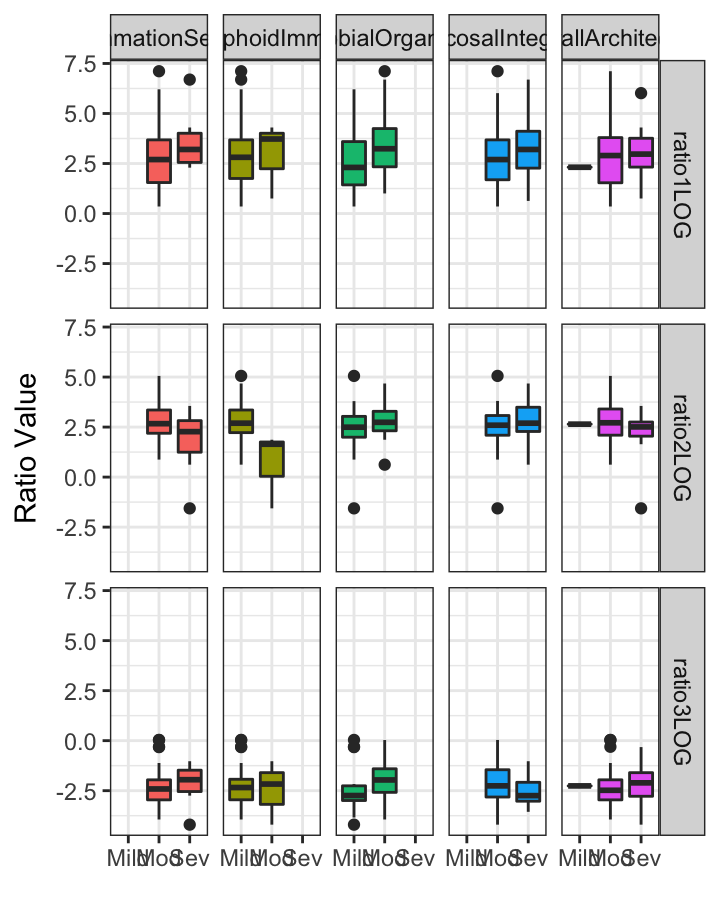 mmationSe
phoidImm
bialOrgan
cosalInteg
allArchite
7.5
5.0
2.5
0.0
-2.5
ratio1LOG
7.5
5.0
2.5
0.0
-2.5
ratio2LOG
7.5
5.0
2.5
0.0
-2.5
ratio3LOG
Ratio Value
Mild Mod Sev
Mild Mod Sev
Mild Mod Sev
Mild Mod Sev
Mild Mod Sev